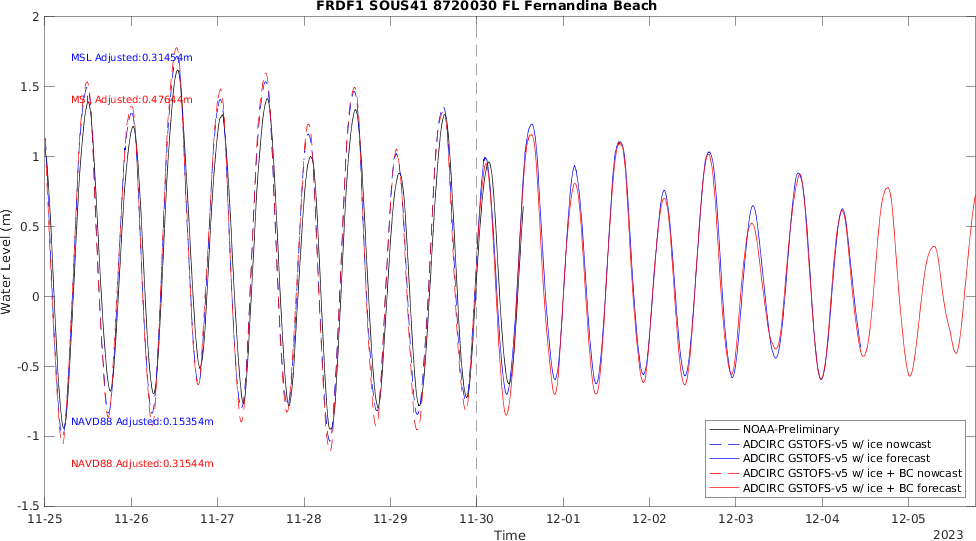 FRDF1 SOUS41 8720030 FL Fernandina Beach
2
1.5
1
0.5
0
-0.5
-1
-1.5
Water Level (m)
MSL Adjusted:0.31454m
MSL Adjusted:0.47644m
NAVD88 Adjusted:0.15354m
NAVD88 Adjusted:0.31544m
NOAA-Preliminary
ADCIRC GSTOFS-v5 w/ ice nowcast
ADCIRC GSTOFS-v5 w/ ice forecast
ADCIRC GSTOFS-v5 w/ ice + BC nowcast
ADCIRC GSTOFS-v5 w/ ice + BC forecast
11-25 11-26 11-27 11-28 11-29 11-30 12-01 12-02 12-03 12-04 12-05
Time
2023